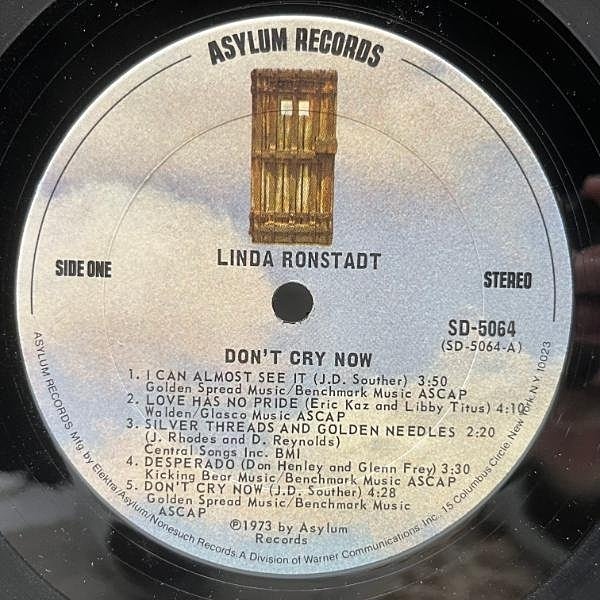 ASYLUM RECORDS
LINDA RONSTADT
SIDE ONE
STEREO
SD-5064
(SD-5064-A)
DON'T CRY NOW
1. I CAN ALMOST SEE IT (J.D. Souther) 3:50
Golden Spread Music/Benchmark Music ASCAP
2. LOVE HAS NO PRIDE (Eric Kaz and Libby Titus) 4:10
Walden/Glasco Music ASCAP
3. SILVER THREADS AND GOLDEN NEEDLES 2:20
(J. Rhodes and D. Reynolds)
Central Songs Inc. BMI
4. DESPERADO (Don Henley and Glenn Frey) 3:30
Kicking Bear Music/Benchmark Music ASCAP
5. DON'T CRY NOW (J.D. Souther) 4:28
Golden Spread Music/Benchmark Music
ASCAP
℗1973 by Asylum
Records
ASYLUM RECORDS Mfg by Elektra/Asylum/Nonesuch Records. A Division of Warner Communications Inc. 15 Columbus Circle, New York, N.Y. 10023